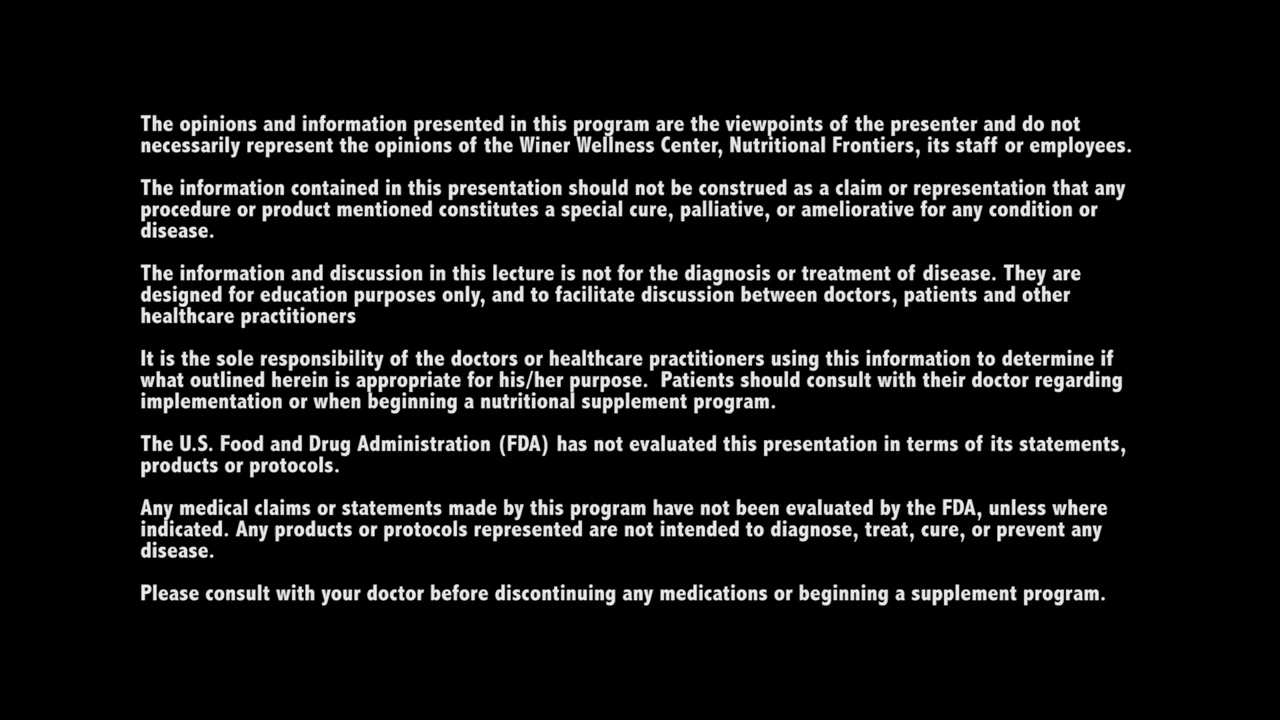 The opinions and information presented in this program are the viewpoints of the presenter and do not
necessarily represent the opinions of the Winer Wellness Center, Nutritional Frontiers, its staff or employees.
The information contained in this presentation should not be construed as a claim or representation that any
procedure or product mentioned constitutes a special cure, palliative, or ameliorative for any condition or
disease.
The information and discussion in this lecture is not for the diagnosis or treatment of disease. They are
designed for education purposes only, and to facilitate discussion between doctors, patients and other
healthcare practitioners
It is the sole responsibility of the doctors or healthcare practitioners using this information to determine if
what outlined herein is appropriate for his/her purpose.  Patients should consult with their doctor regarding
implementation or when beginning a nutritional supplement program.
The U.S. Food and Drug Administration (FDA) has not evaluated this presentation in terms of its statements,
products or protocols.
Any medical claims or statements made by this program have not been evaluated by the FDA, unless where
indicated. Any products or protocols represented are not intended to diagnose, treat, cure, or prevent any
disease.
Please consult with your doctor before discontinuing any medications or beginning a supplement program.